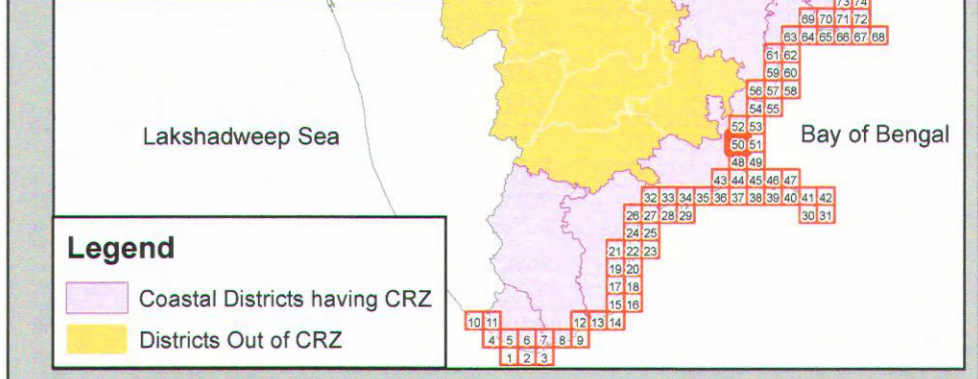 73 74
69 70 71 72
63 64 65 66 67 68
61 62
59 60
56 57 58
54 55
52 53
Lakshadweep Sea
Bay of Bengal
50 51
48 49
43 44 45 46 47
32 33 34 35 36 37 38 39 40 41 42
26 27 28 29
30 31
24 25
Legend
21 22 23
19 20
17 18
Coastal Districts having CRZ
15 16
10 11
12 13 14
Districts Out of CRZ
4 5 6 7 8 9
1 2 3